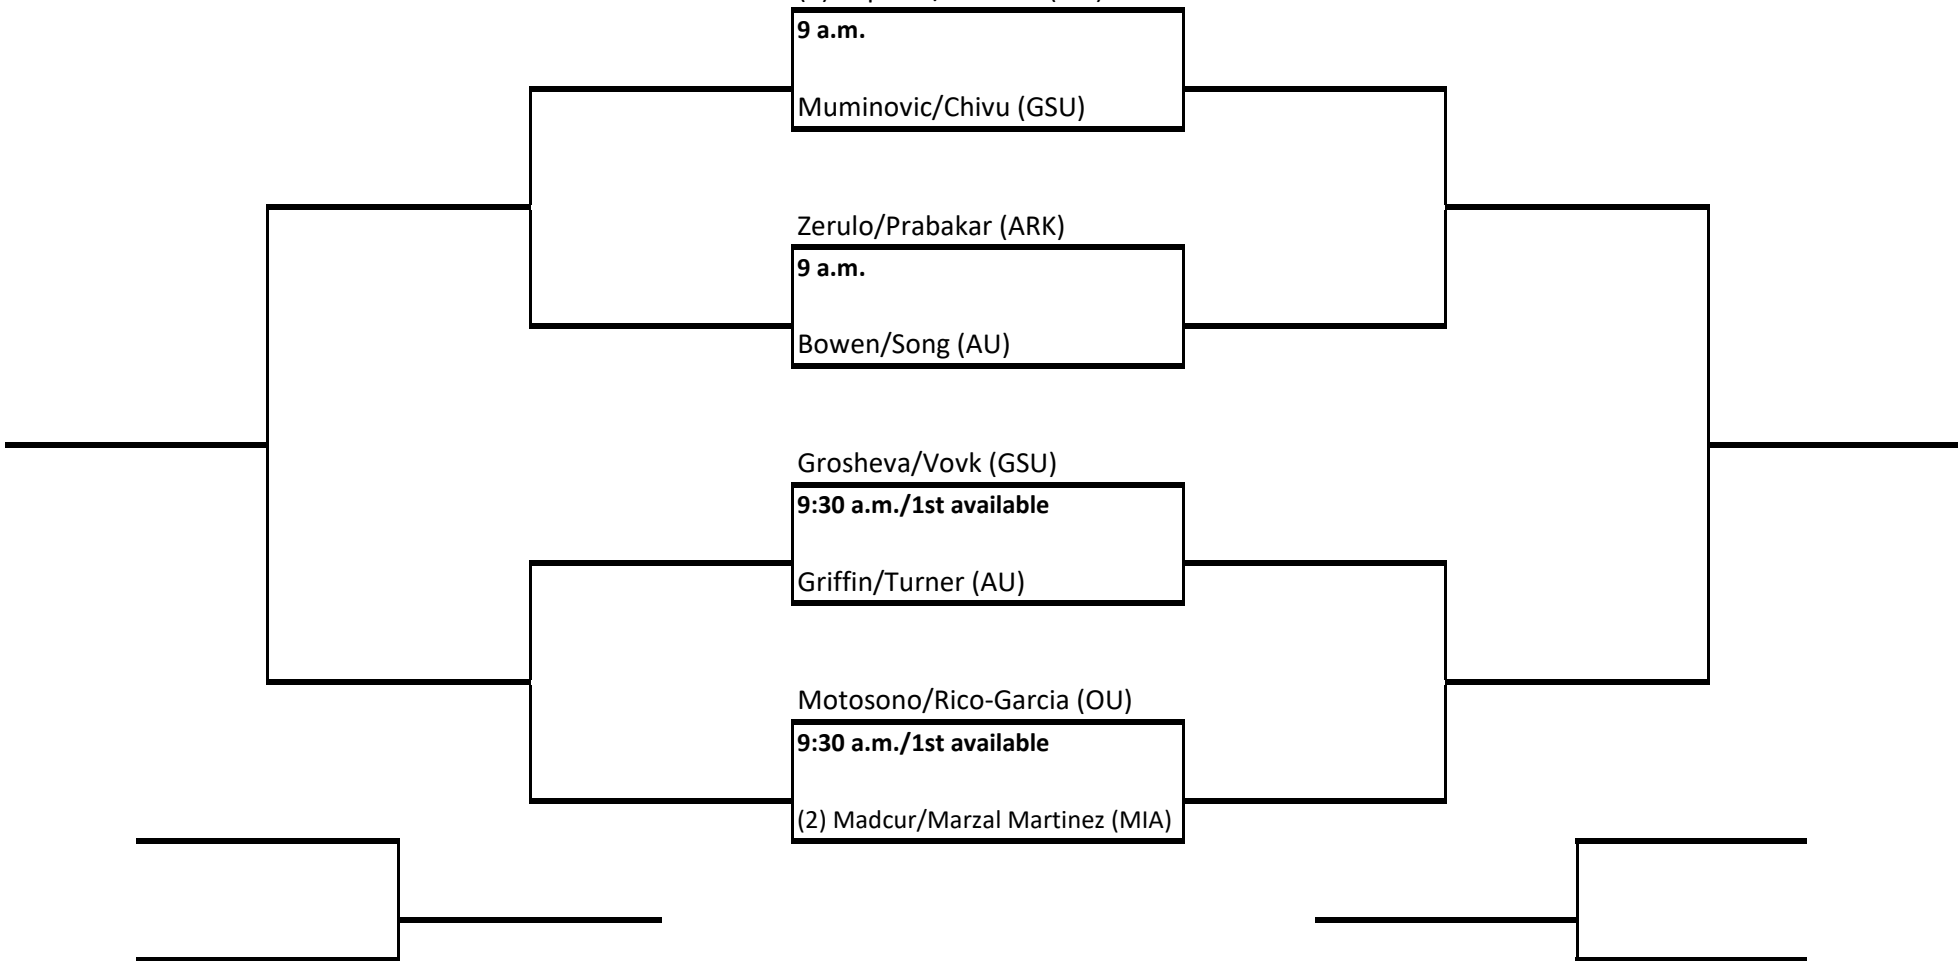 9 a.m.
Muminovic/Chivu (GSU)
Zerulo/Prabakar (ARK)
9 a.m.
Bowen/Song (AU)
Grosheva/Vovk (GSU)
9:30 a.m./1st available
Griffin/Turner (AU)
Motosono/Rico-Garcia (OU)
9:30 a.m./1st available
(2) Madcur/Marzal Martinez (MIA)